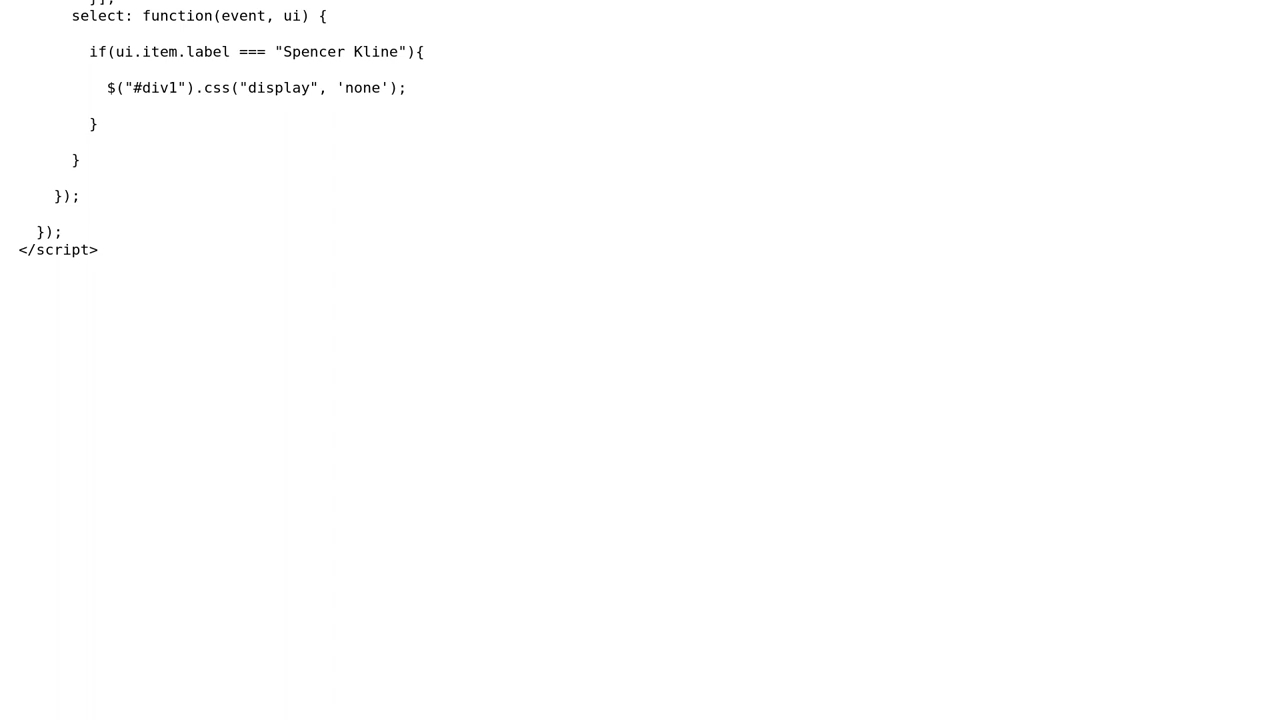 }],
select: function(event, ui) {
if(ui.item.label === "Spencer Kline"){
$("#div1").css("display", 'none');
}
}
});
});
</script>